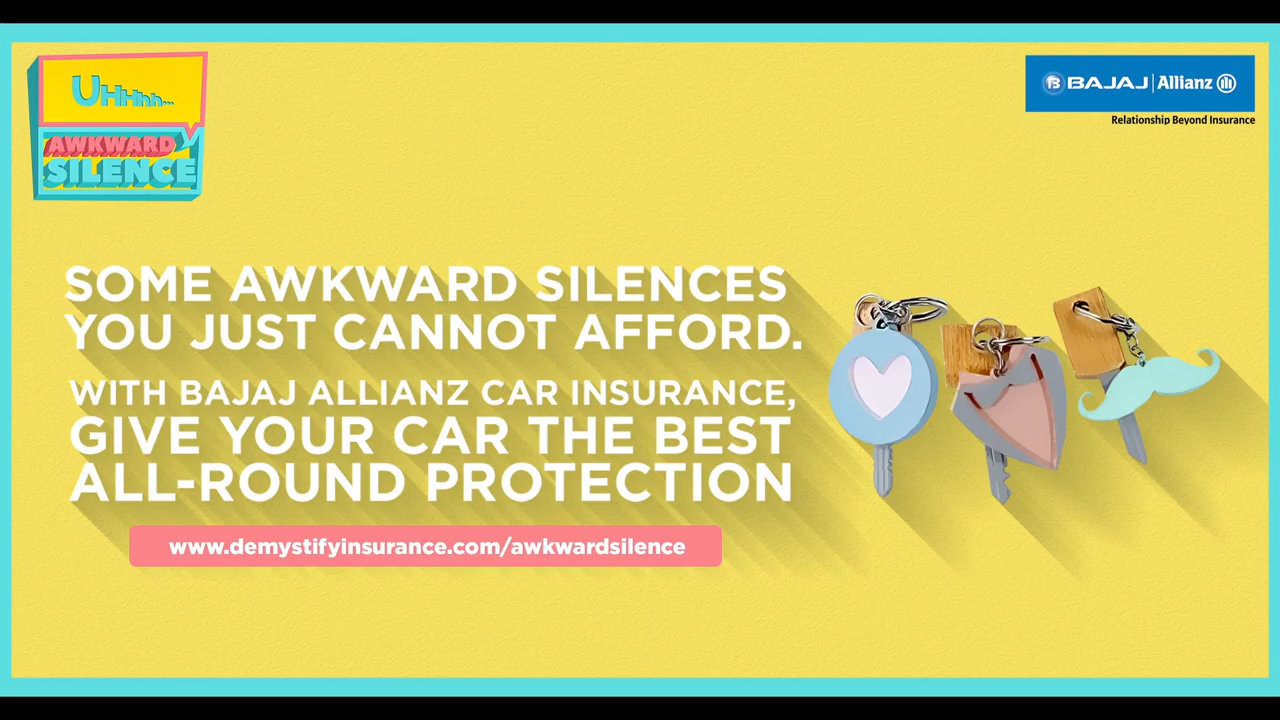 UHHhh...
AWKWARD
SILENCE
BAJAJ | Allianz
Relationship Beyond Insurance
SOME AWKWARD SILENCES
YOU JUST CANNOT AFFORD.
WITH BAJAJ ALLIANZ CAR INSURANCE,
GIVE YOUR CAR THE BEST
ALL-ROUND PROTECTION
www.demystifyinsurance.com/awkwardsilence